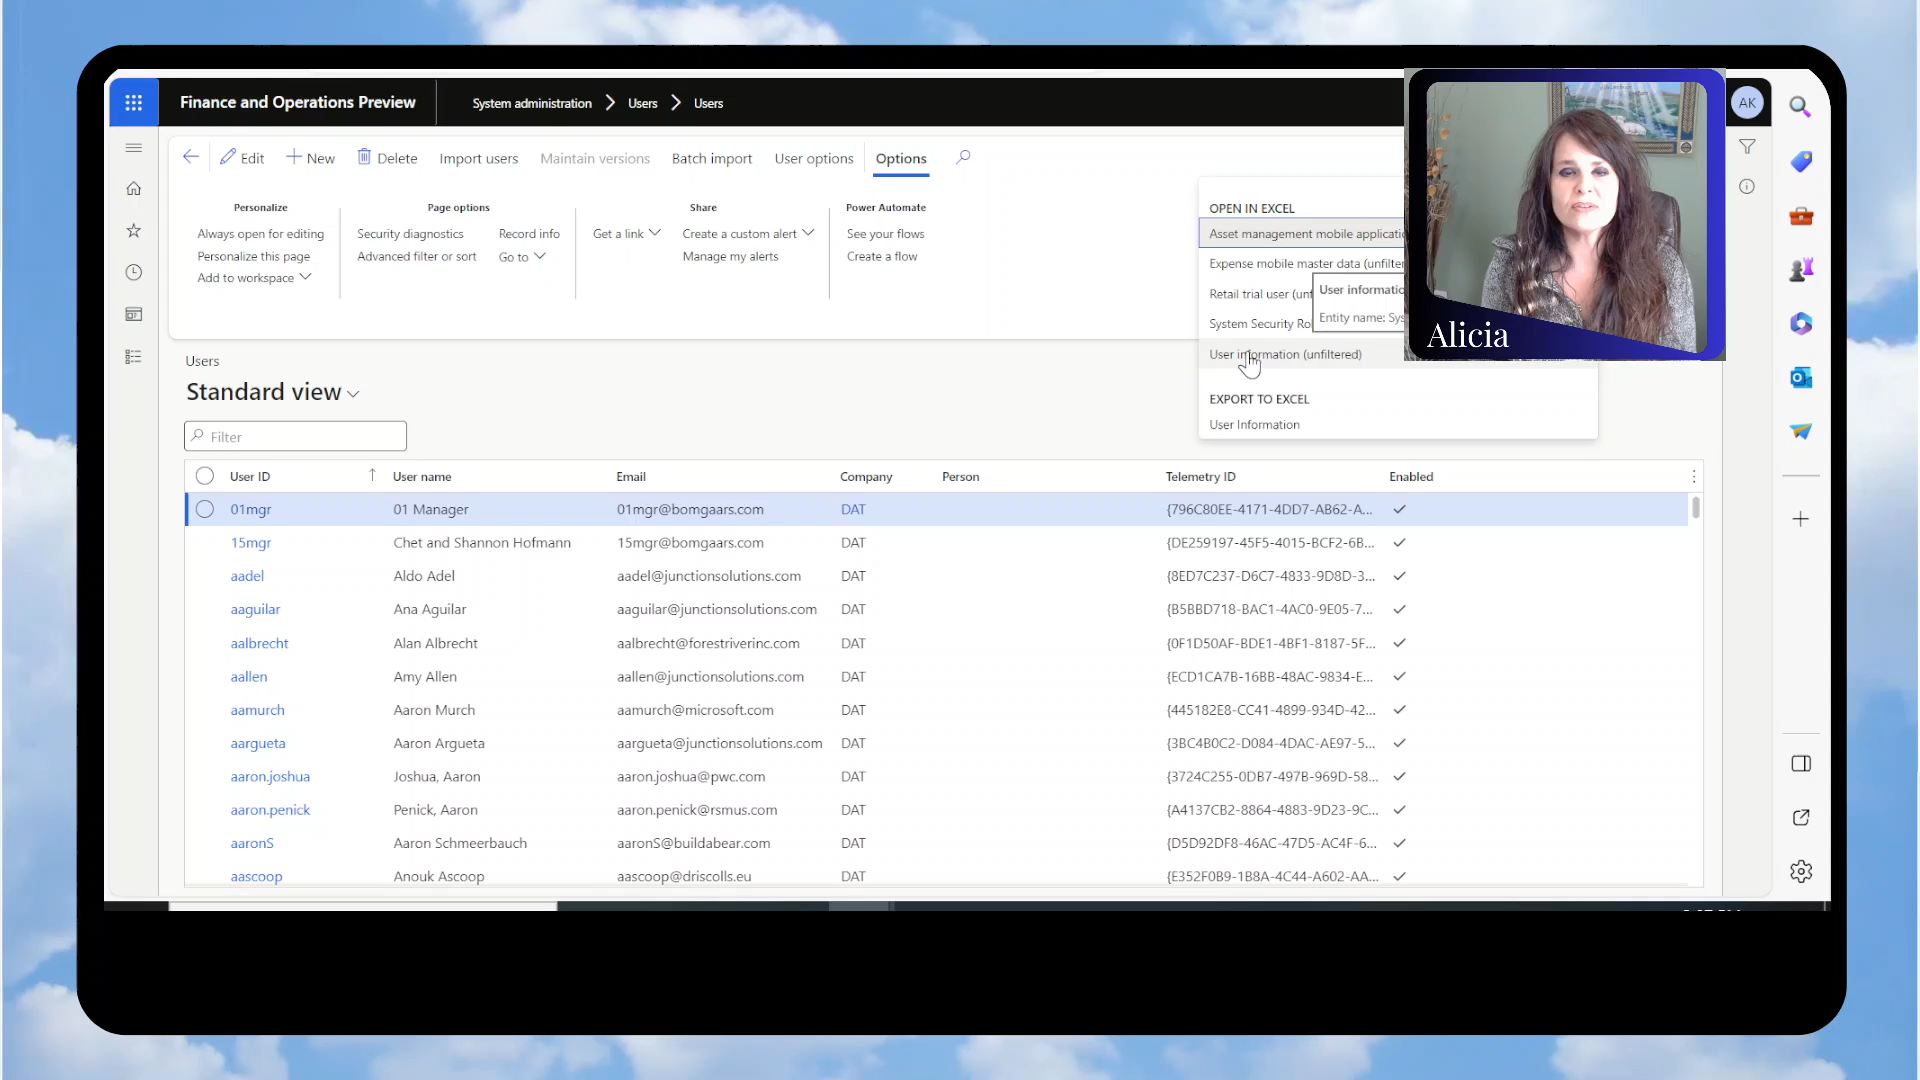 Finance and Operations Preview
System administration > Users > Users
AK
Edit
New
Delete
Import users
Maintain versions
Batch import
User options
Options
Personalize
Always open for editing
Personalize this page
Add to workspace
Page options
Security diagnostics
Advanced filter or sort
Record info
Go to
Share
Get a link
Create a custom alert
Manage my alerts
Power Automate
See your flows
Create a flow
OPEN IN EXCEL
Asset management mobile applicatio
Expense mobile master data (unfilter
Retail trial user (unf
System Security Ro
User information (unfiltered)
User informatio
Entity name: Sys
EXPORT TO EXCEL
User Information
Alicia
Users
Standard view
Filter
User ID User name Email Company Person Telemetry ID Enabled
01mgr 01 Manager 01mgr@bomgaars.com DAT {796C80EE-4171-4DD7-AB62-A...
15mgr Chet and Shannon Hofmann 15mgr@bomgaars.com DAT {DE259197-45F5-4015-BCF2-6B...
aadel Aldo Adel aadel@junctionsolutions.com DAT {8ED7C237-D6C7-4833-9D8D-3...
aaguilar Ana Aguilar aaguilar@junctionsolutions.com DAT {B5BBD718-BAC1-4AC0-9E05-7...
aalbrecht Alan Albrecht aalbrecht@forestriverinc.com DAT {0F1D50AF-BDE1-4BF1-8187-5F...
aallen Amy Allen aallen@junctionsolutions.com DAT {ECD1CA7B-16BB-48AC-9834-E...
aamurch Aaron Murch aamurch@microsoft.com DAT {445182E8-CC41-4899-934D-42...
aargueta Aaron Argueta aargueta@junctionsolutions.com DAT {3BC4B0C2-D084-4DAC-AE97-5...
aaron.joshua Joshua, Aaron aaron.joshua@pwc.com DAT {3724C255-0DB7-497B-969D-58...
aaron.penick Penick, Aaron aaron.penick@rsmus.com DAT {A4137CB2-8864-4883-9D23-9C...
aaronS Aaron Schmeerbauch aaronS@buildabear.com DAT {D5D92DF8-46AC-47D5-AC4F-6...
aascoop Anouk Ascoop aascoop@driscolls.eu DAT {E352F0B9-1B8A-4C44-A602-AA...